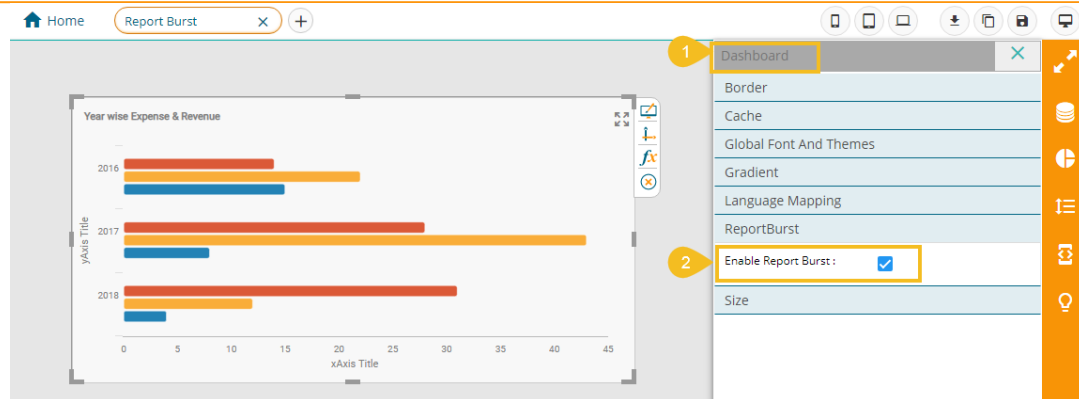 Home
Report Burst
1
Dashboard
Border
Cache
Global Font And Themes
Gradient
Language Mapping
ReportBurst
2
Enable Report Burst :
Size
Year wise Expense & Revenue
fx
yAxis Title
2016
2017
2018
0 5 10 15 20 25 30 35 40 45
xAxis Title